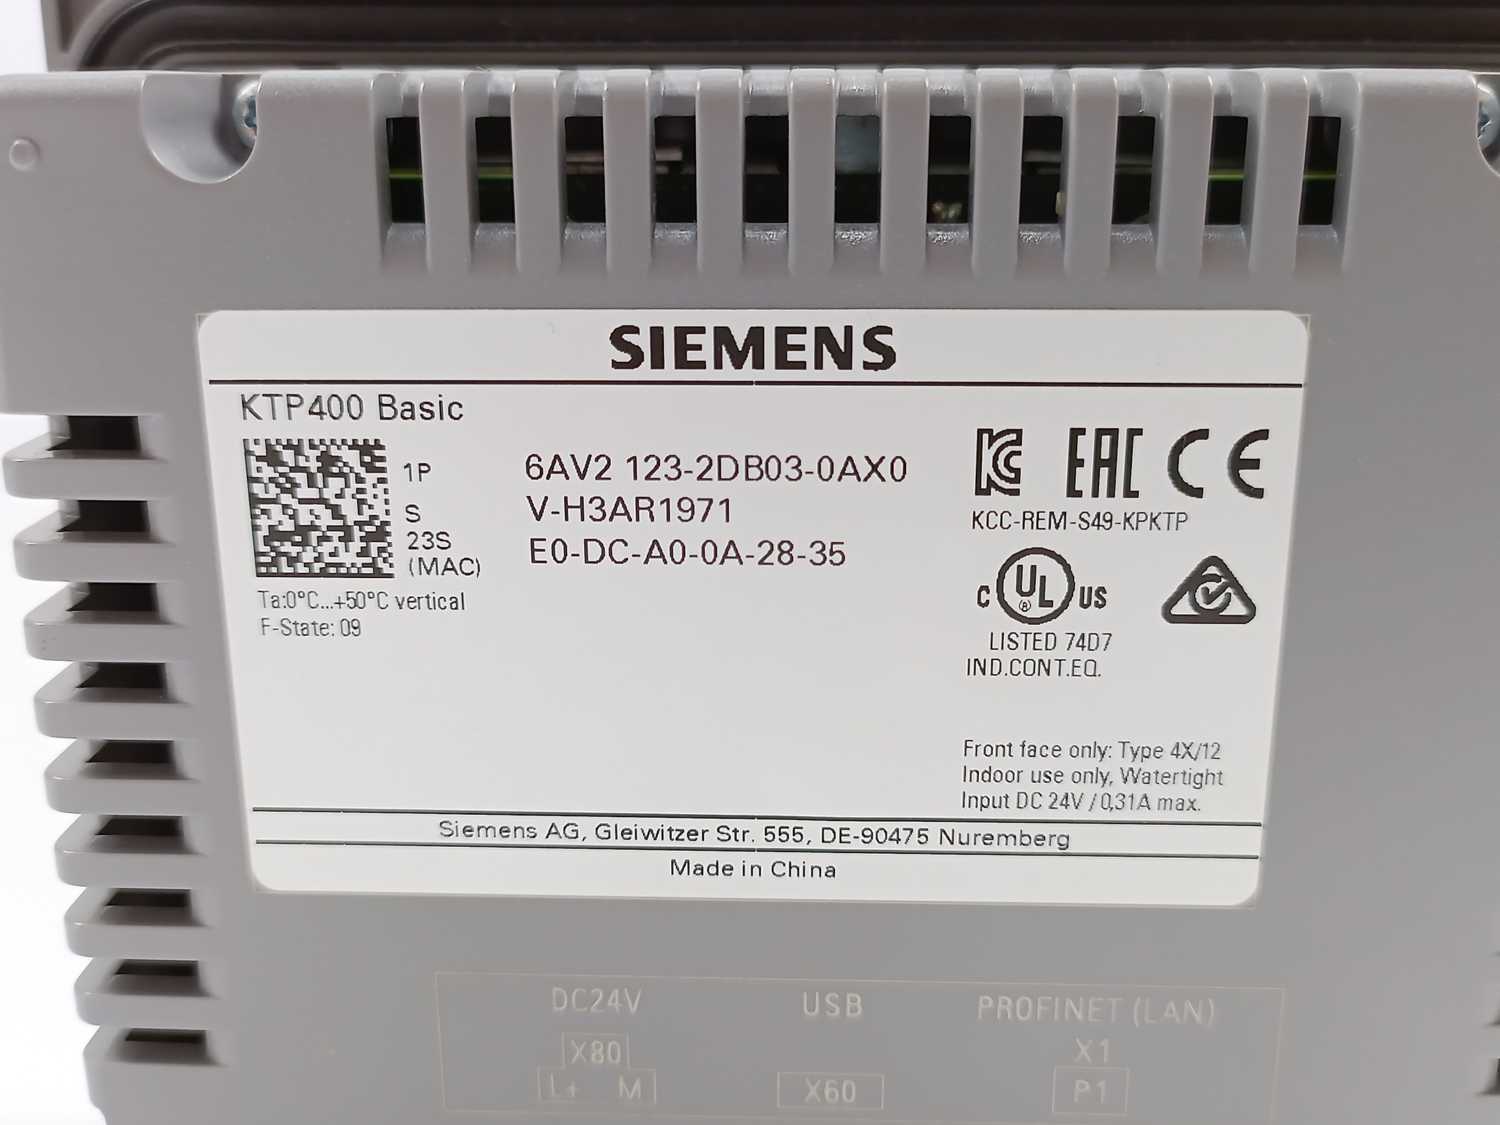 SIEMENS
KTP400 Basic
1P 6AV2 123-2DB03-0AX0
S V-H3AR1971
23S E0-DC-A0-0A-28-35
(MAC)
Ta:0°C...+50°C vertical
F-State: 09
EAC CE
KCC-REM-S49-KPKTP
C UL US
®
LISTED 74D7
IND.CONT.EQ.
Front face only: Type 4X/12
Indoor use only, Watertight
Input DC 24V / 0,31A max.
Siemens AG, Gleiwitzer Str. 555, DE-90475 Nuremberg
Made in China
DC24V USB PROFINET (LAN)
X80 X1
L+ M X60 P1